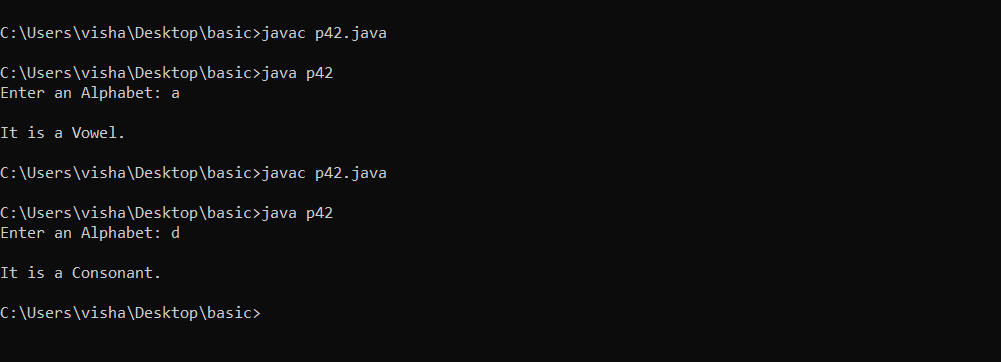 C:\Users\visha\Desktop\basic>javac p42.java
C:\Users\visha\Desktop\basic>java p42
Enter an Alphabet: a
It is a Vowel.
C:\Users\visha\Desktop\basic>javac p42.java
C:\Users\visha\Desktop\basic>java p42
Enter an Alphabet: d
It is a Consonant.
C:\Users\visha\Desktop\basic>